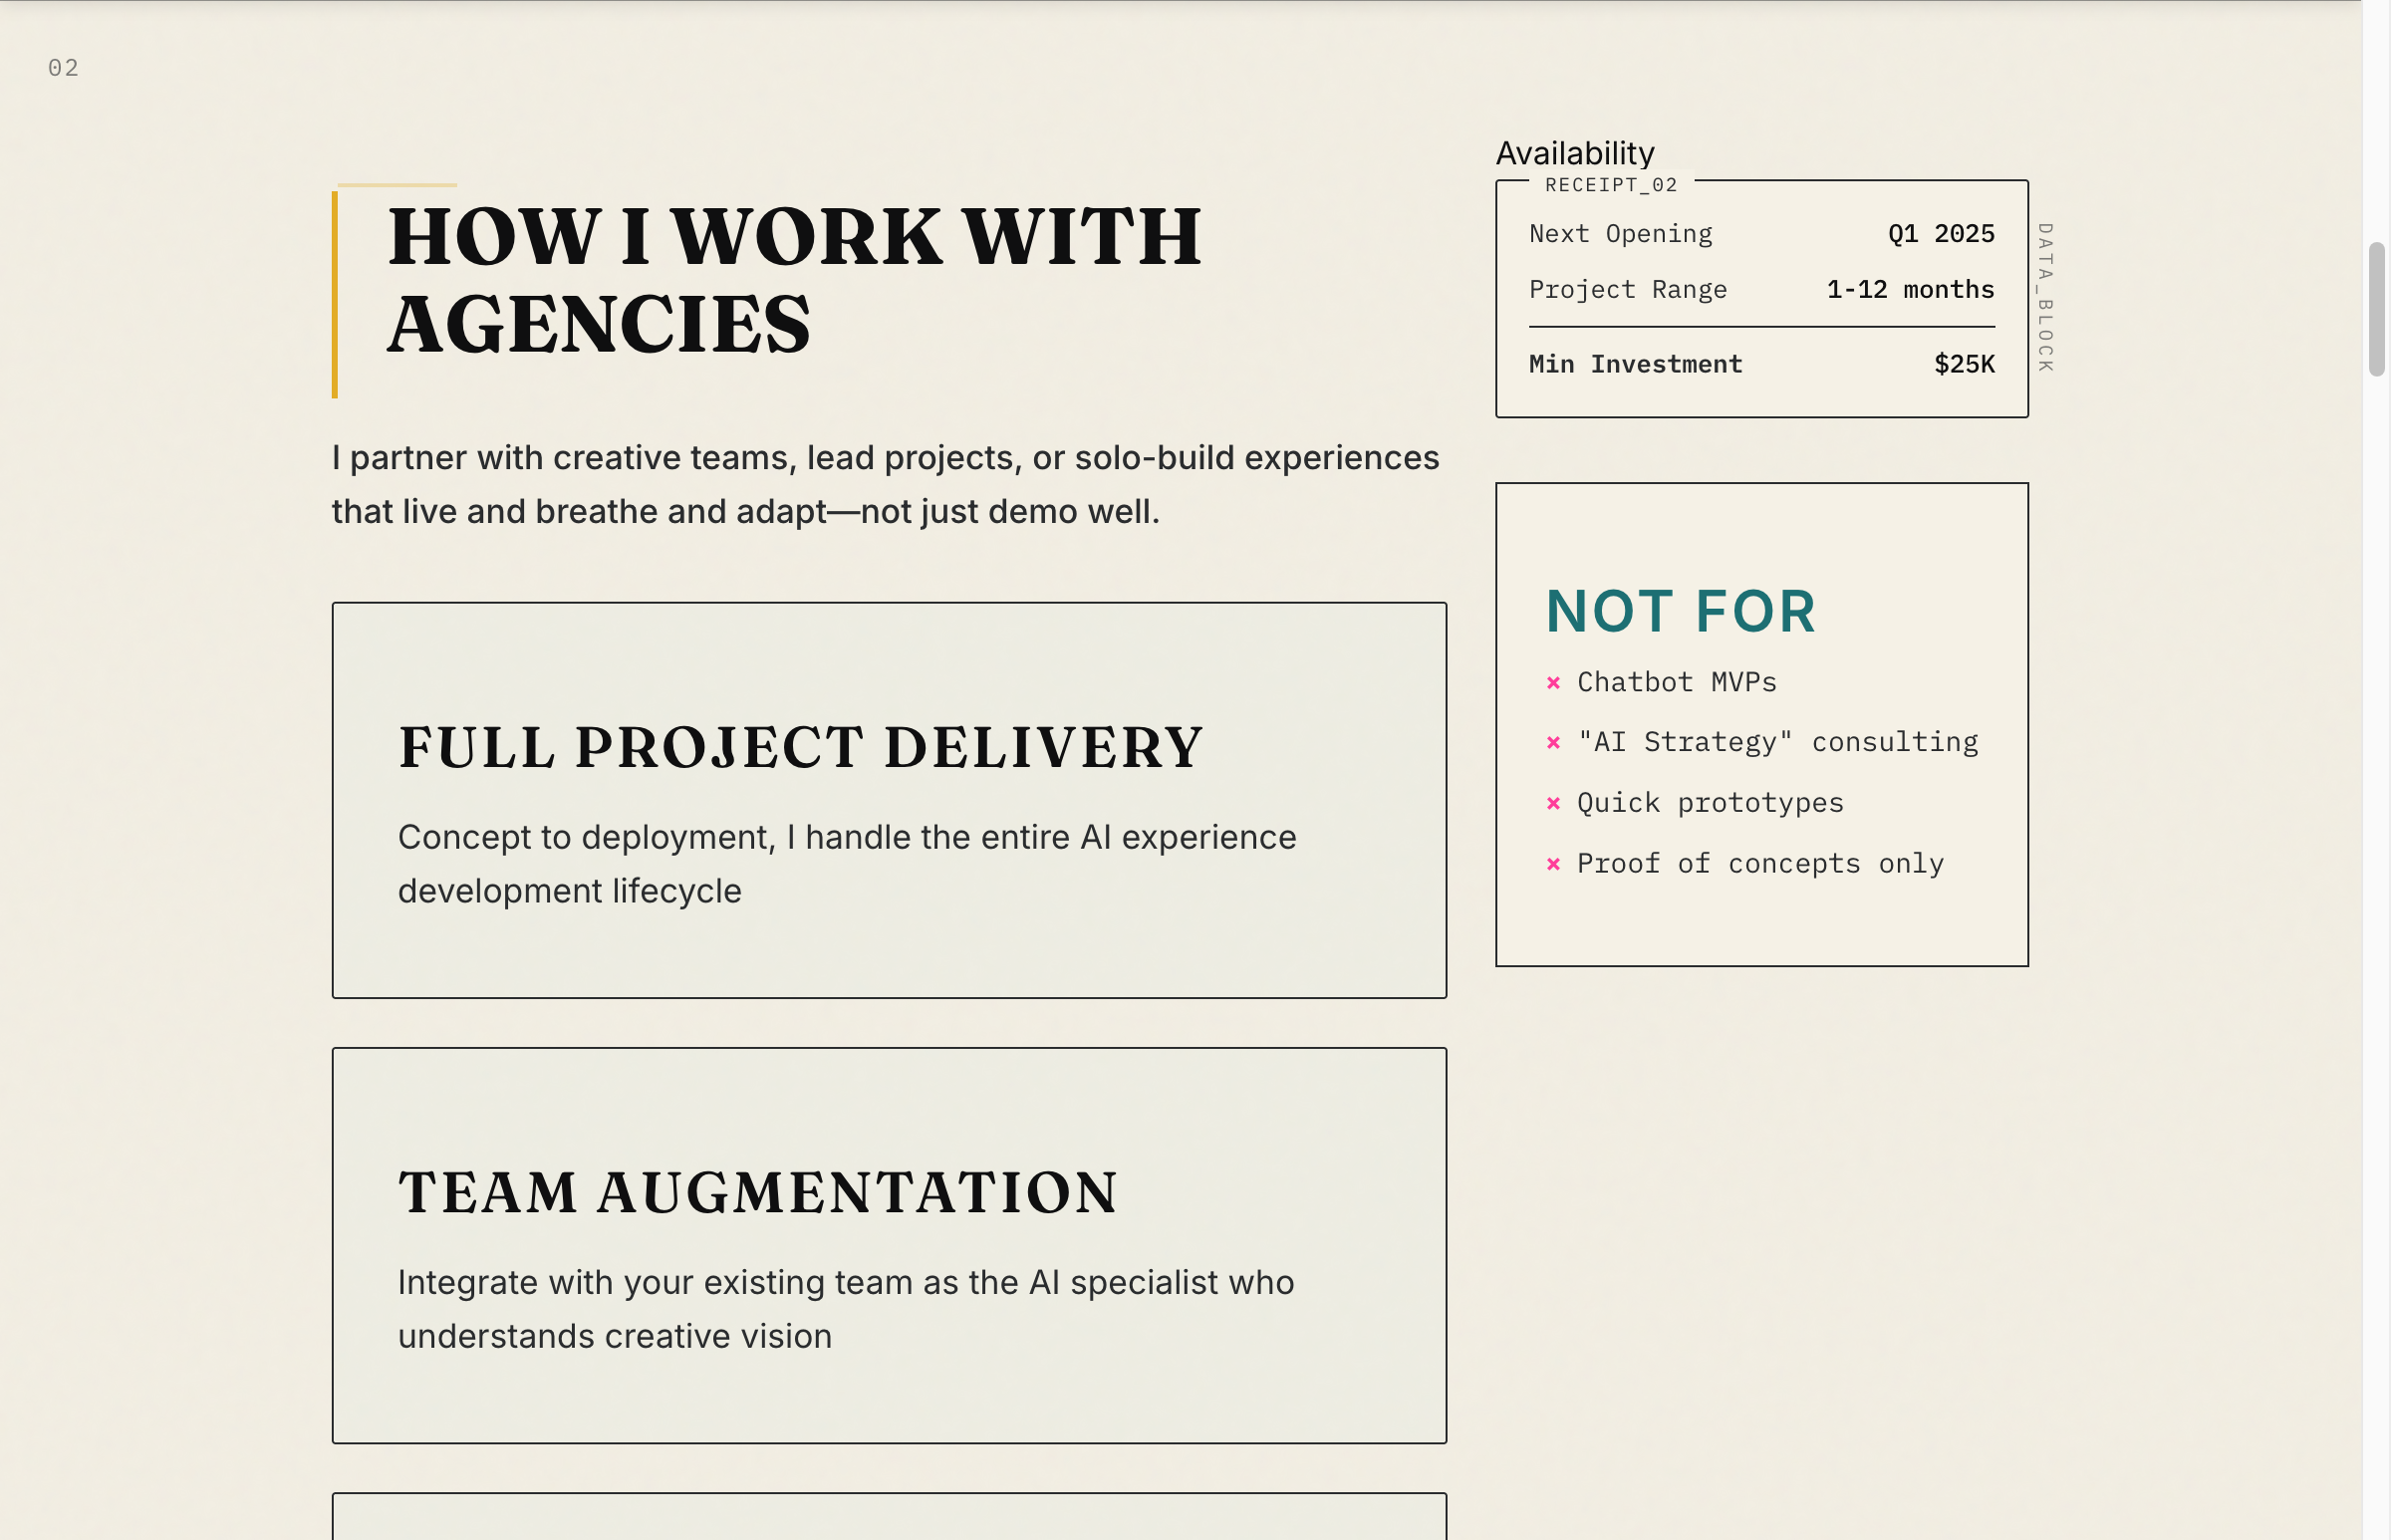 02
HOW I WORK WITH
AGENCIES
I partner with creative teams, lead projects, or solo-build experiences
that live and breathe and adapt—not just demo well.
FULL PROJECT DELIVERY
Concept to deployment, I handle the entire AI experience
development lifecycle
TEAM AUGMENTATION
Integrate with your existing team as the AI specialist who
understands creative vision
Availability
RECEIPT_02
Next Opening Q1 2025
Project Range 1-12 months
Min Investment $25K
DATA_BLOCK
NOT FOR
× Chatbot MVPs
× "AI Strategy" consulting
× Quick prototypes
× Proof of concepts only